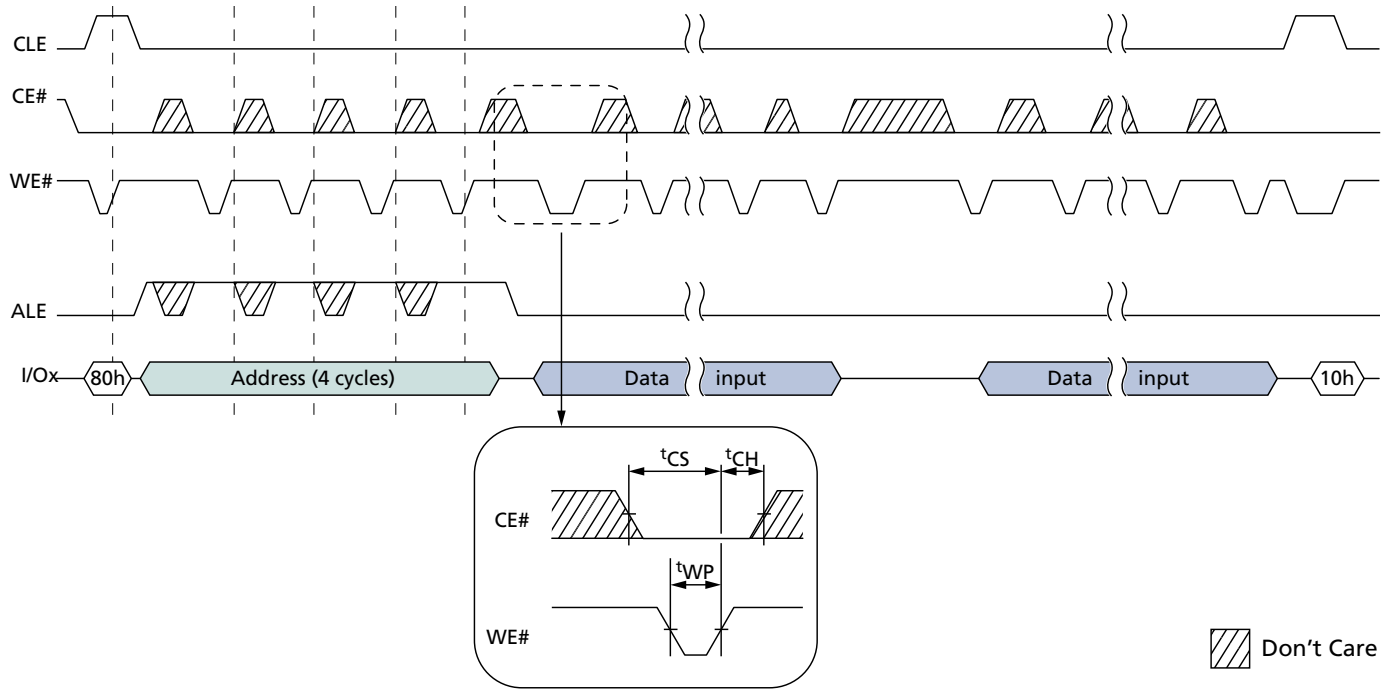 CLE
CE#
WE#
ALE
I/Ox 80h Address (4 cycles) Data input Data input 10h
tCS tCH
CE#
tWP
WE#
Don't Care